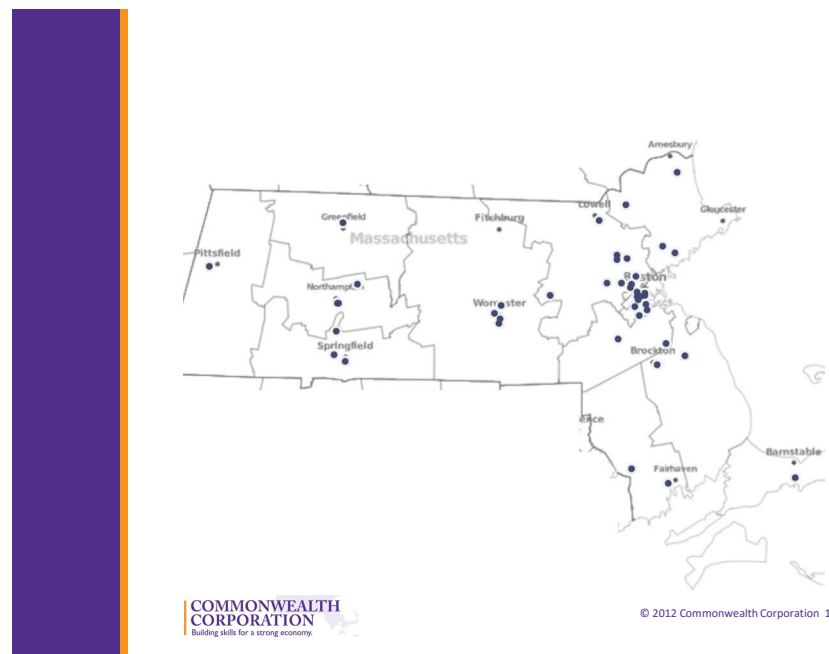 Amesbury
Lowell
Gloucester
Greenfield
Fitchburg
Massachusetts
Pittsfield
Boston
Northampton
Worcester
Springfield
Brockton
ence
Barnstable
Fairhaven
COMMONWEALTH
CORPORATION
Building skills for a strong economy.
© 2012 Commonwealth Corporation 1